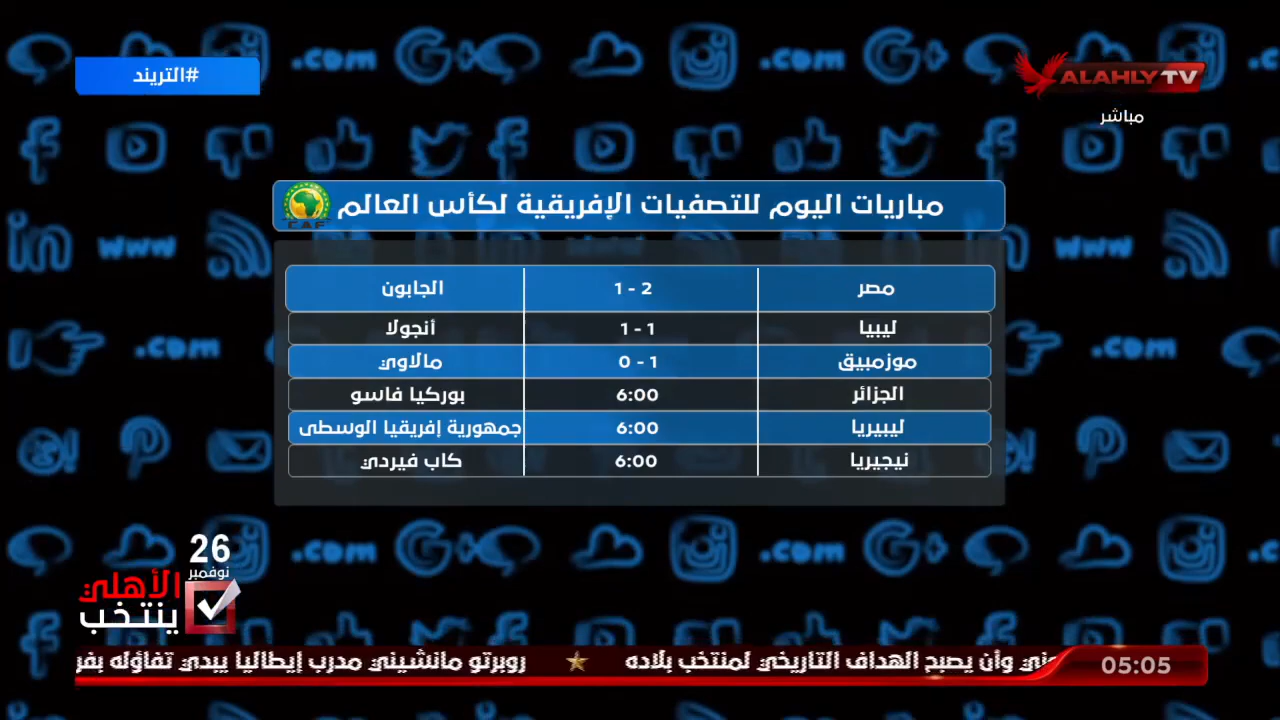 #التريند
ALAHLY TV
مباشر
مباريات اليوم للتصفيات الإفريقية لكأس العالم
CAF
مصر 2 - 1 الجابون
ليبيا 1 - 1 أنجولا
موزمبيق 1 - 0 مالاوي
الجزائر 6:00 بوركيا فاسو
ليبيريا 6:00 جمهورية إفريقيا الوسطى
نيجيريا 6:00 كاب فيردي
26
نوفمبر
الأهلي
ينتخب
وأن يصبح الهداف التاريخي لمنتخب بلاده ★ روبرتو مانشيني مدرب إيطاليا يبدي تفاؤله
05:05